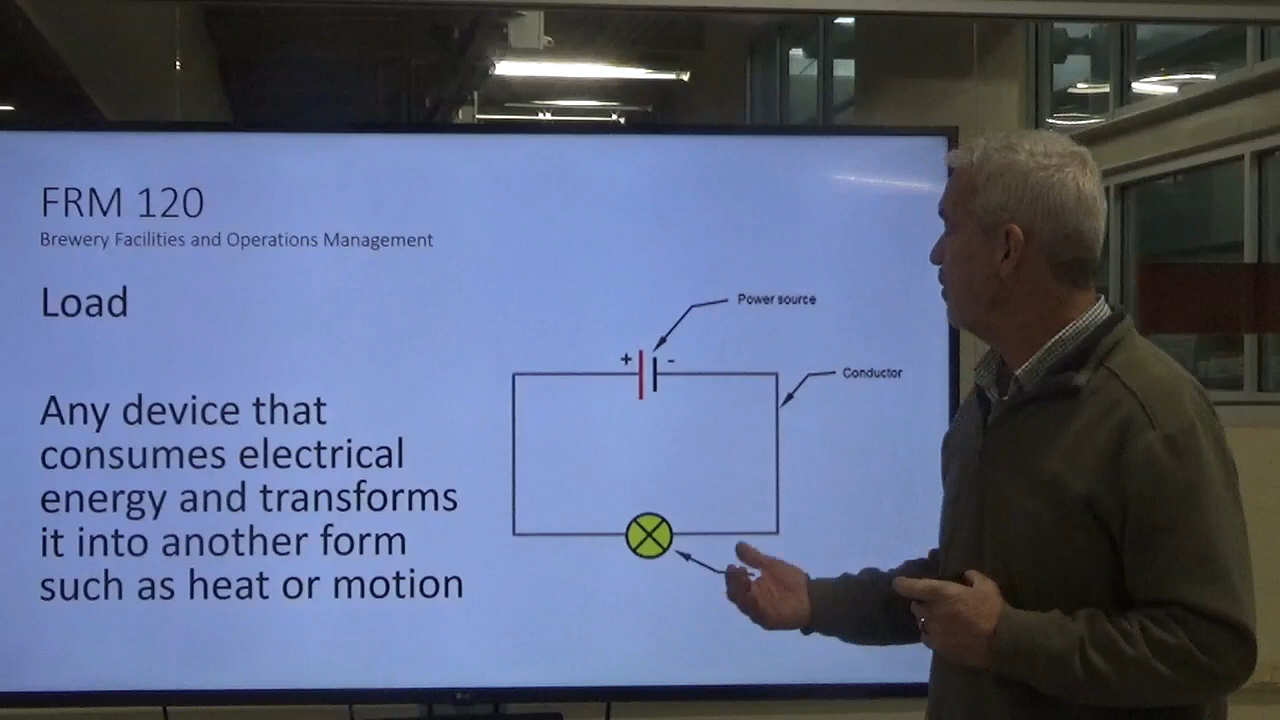 FRM 120
Brewery Facilities and Operations Management
Load
Any device that
consumes electrical
energy and transforms
it into another form
such as heat or motion
Power source
+ -
Conductor